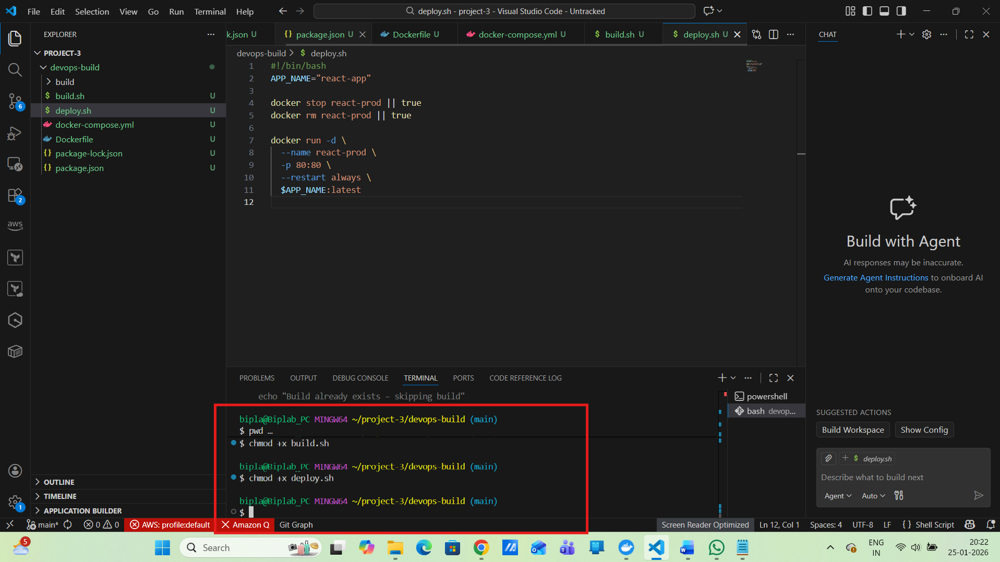 File Edit Selection View Go Run Terminal Help
deploy.sh - project-3 - Visual Studio Code - Untracked
EXPLORER
PROJECT-3
devops-build
build
build.sh U
deploy.sh U
docker-compose.yml U
Dockerfile U
package-lock.json U
package.json U
OUTLINE
TIMELINE
APPLICATION BUILDER
6
2
aws
1
k.json U
package.json U
Dockerfile U
docker-compose.yml U
build.sh U
deploy.sh U
devops-build > $ deploy.sh
1 #!/bin/bash
2 APP_NAME="react-app"
3
4 docker stop react-prod || true
5 docker rm react-prod || true
6
7 docker run -d \
8 --name react-prod \
9 -p 80:80 \
10 --restart always \
11 $APP_NAME:latest
12
PROBLEMS OUTPUT DEBUG CONSOLE TERMINAL PORTS CODE REFERENCE LOG
echo "Build already exists – skipping build"
bipla@Biplab_PC MINGW64 ~/project-3/devops-build (main)
$ pwd …
$ chmod +x build.sh
bipla@Biplab_PC MINGW64 ~/project-3/devops-build (main)
$ chmod +x deploy.sh
bipla@Biplab_PC MINGW64 ~/project-3/devops-build (main)
$
powershell
bash devop...
CHAT
Build with Agent
AI responses may be inaccurate.
Generate Agent Instructions to onboard AI
onto your codebase.
SUGGESTED ACTIONS
Build Workspace
Show Config
$ deploy.sh
Describe what to build next
Agent Auto
main* 0 0 AWS: profile:default Amazon Q Git Graph
Screen Reader Optimized Ln 12, Col 1 Spaces: 4 UTF-8 LF {} Shell Script
5
Search
ENG
IN
20:22
25-01-2026